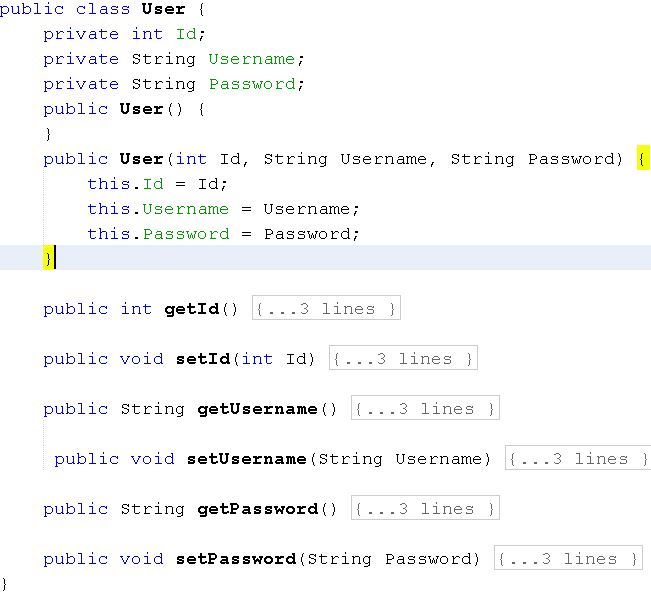 public class User {
    private int Id;
    private String Username;
    private String Password;
    public User() {
    }
    public User(int Id, String Username, String Password) {
        this.Id = Id;
        this.Username = Username;
        this.Password = Password;
    }
    public int getId() {...3 lines }
    public void setId(int Id) {...3 lines }
    public String getUsername() {...3 lines }
     public void setUsername(String Username) {...3 lines }
    public String getPassword() {...3 lines }
    public void setPassword(String Password) {...3 lines }
}